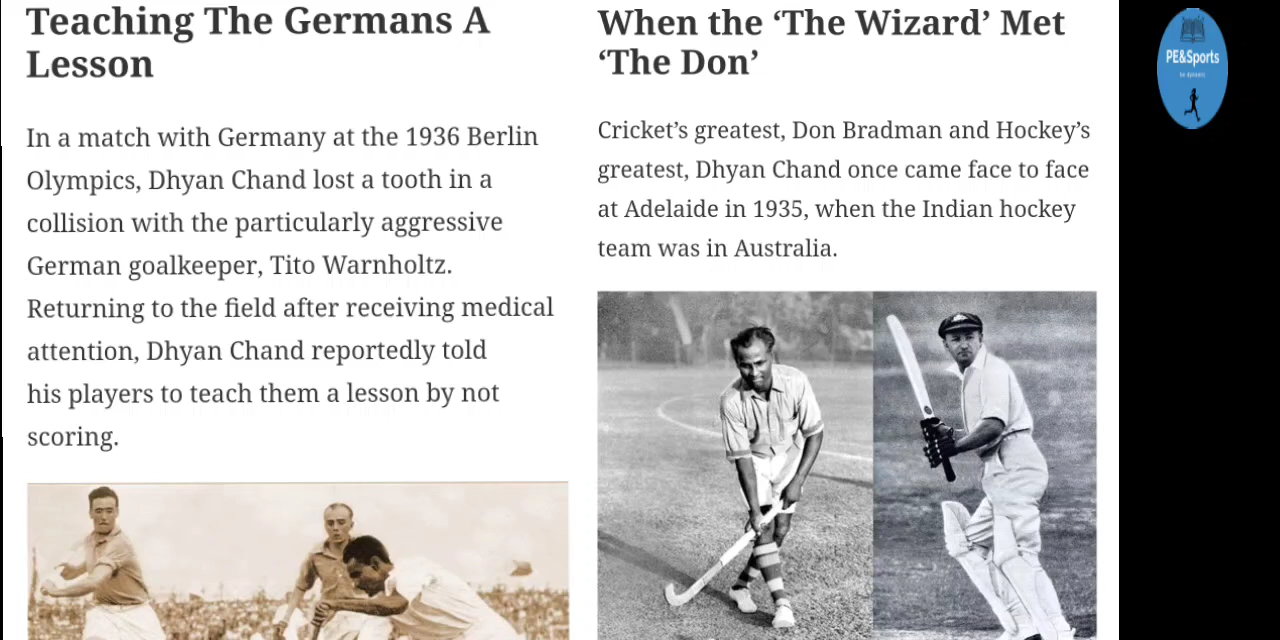 Teaching The Germans A
Lesson
In a match with Germany at the 1936 Berlin
Olympics, Dhyan Chand lost a tooth in a
collision with the particularly aggressive
German goalkeeper, Tito Warnholtz.
Returning to the field after receiving medical
attention, Dhyan Chand reportedly told
his players to teach them a lesson by not
scoring.
When the ‘The Wizard’ Met
‘The Don’
Cricket’s greatest, Don Bradman and Hockey’s
greatest, Dhyan Chand once came face to face
at Adelaide in 1935, when the Indian hockey
team was in Australia.
PE&Sports
be dynamic